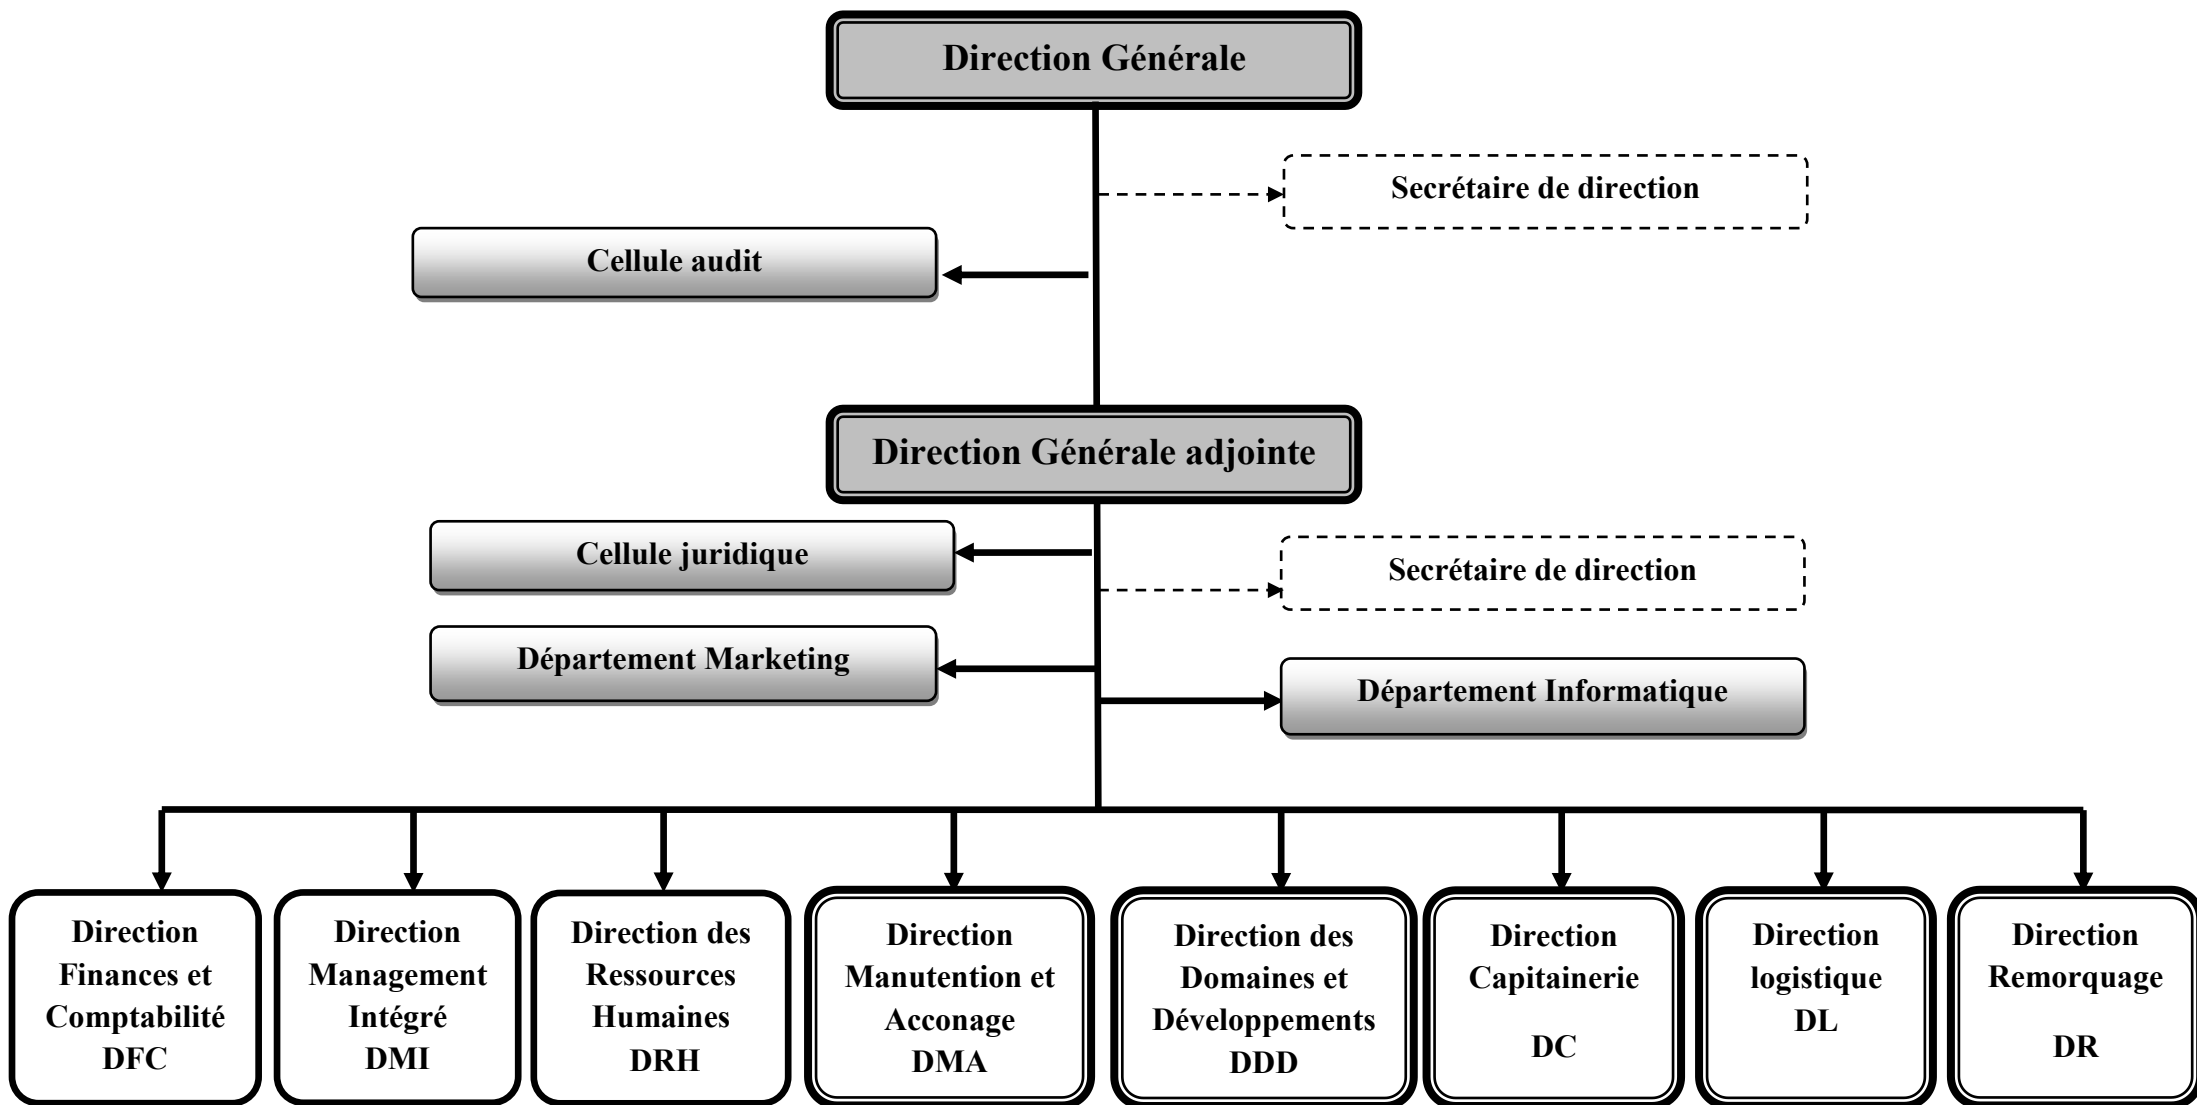 Direction Générale
Secrétaire de direction
Cellule audit
Direction Générale adjointe
Cellule juridique
Secrétaire de direction
Département Marketing
Département Informatique
Direction
Finances et
Comptabilité
DFC
Direction
Management
Intégré
DMI
Direction des
Ressources
Humaines
DRH
Direction
Manutention et
Acconage
DMA
Direction des
Domaines et
Développements
DDD
Direction
Capitainerie
DC
Direction
logistique
DL
Direction
Remorquage
DR